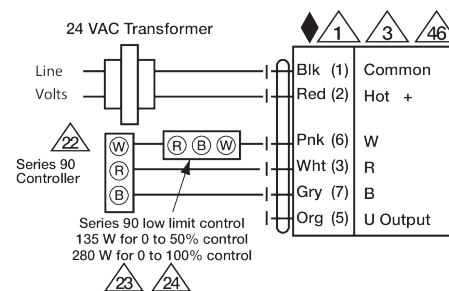 24 VAC Transformer
1 3 46
Line
Volts
Blk (1) Common
Red (2) Hot +
22
Series 90
Controller
W R B W Pnk (6) W
R Wht (3) R
B Gry (7) B
Org (5) U Output
Series 90 low limit control
135 W for 0 to 50% control
280 W for 0 to 100% control
23 24